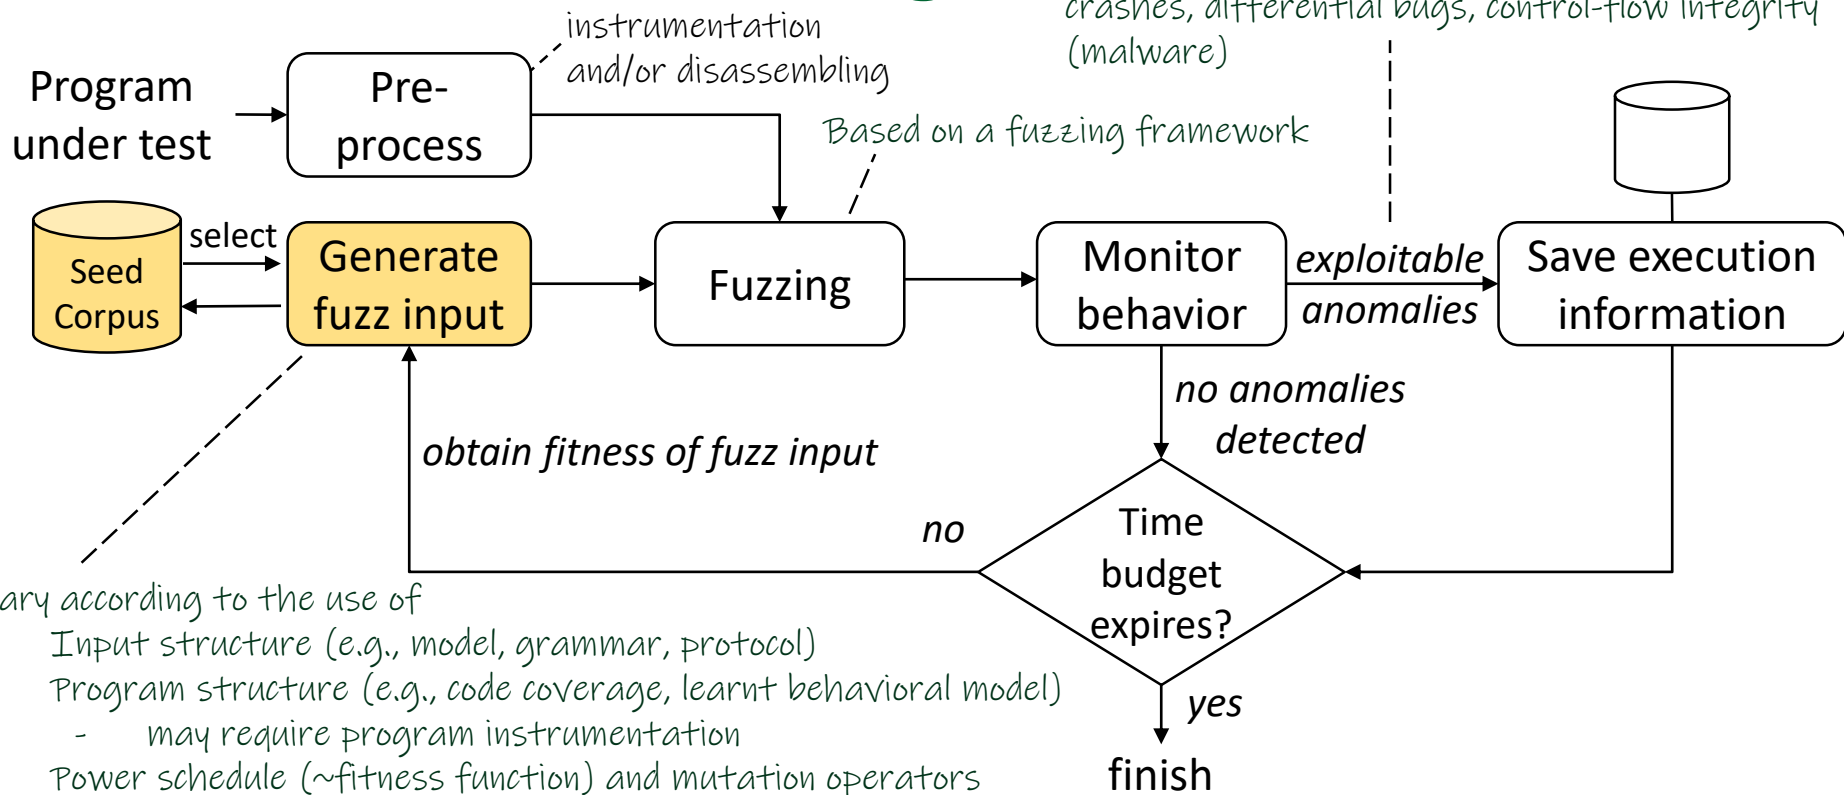 crashes, differential bugs, control-flow integrity
(malware)
instrumentation
and/or disassembling
Program
under test
Pre-
process
Based on a fuzzing framework
Seed
Corpus
select
Generate
fuzz input
Fuzzing
Monitor
behavior
exploitable
anomalies
Save execution
information
no anomalies
detected
obtain fitness of fuzz input
no
Time
budget
expires?
yes
finish
ary according to the use of
Input structure (e.g., model, grammar, protocol)
Program structure (e.g., code coverage, learnt behavioral model)
- may require program instrumentation
Power schedule (~fitness function) and mutation operators